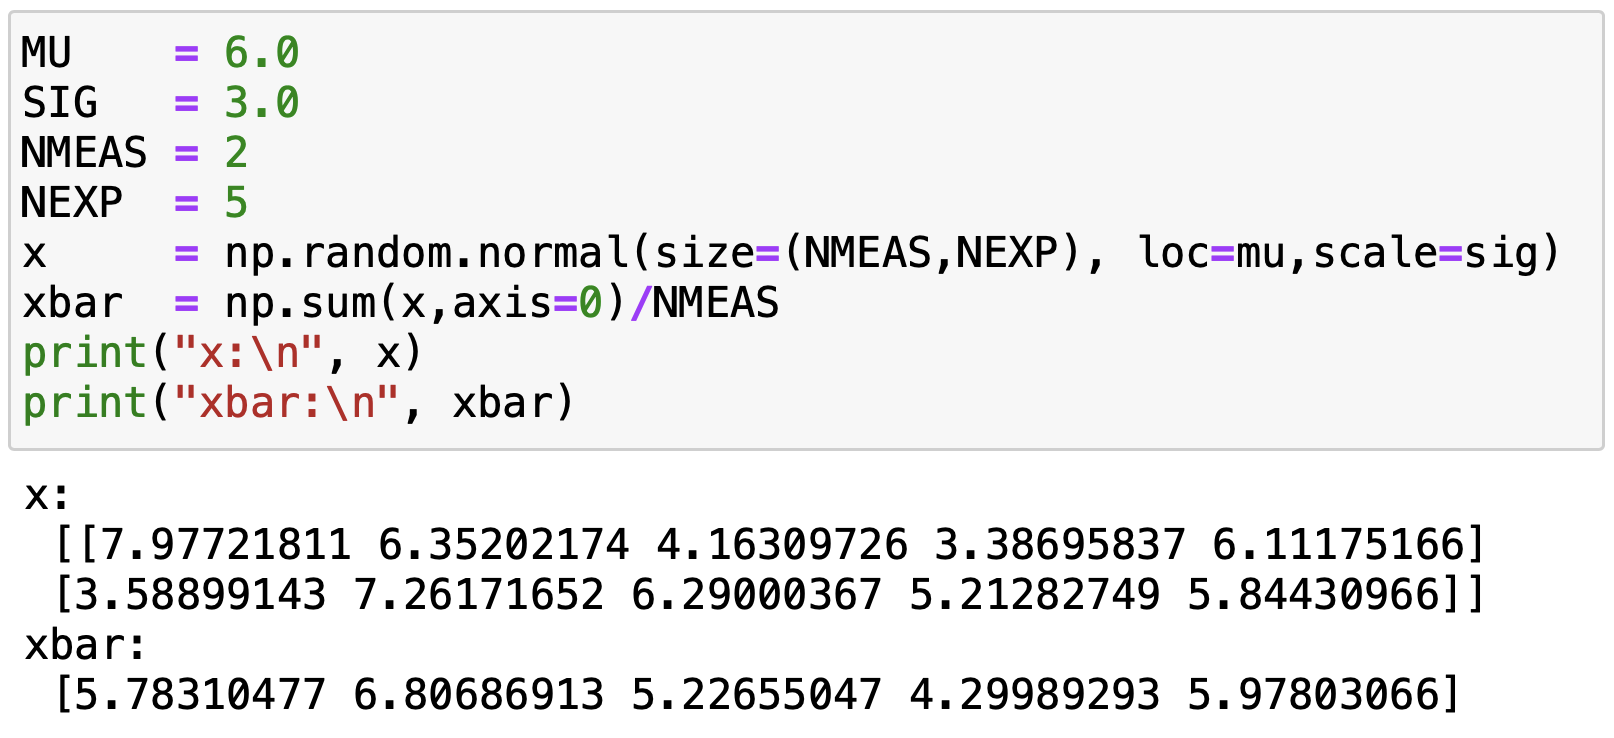 MU    = 6.0
SIG   = 3.0
NMEAS = 2
NEXP  = 5
x     = np.random.normal(size=(NMEAS,NEXP), loc=mu,scale=sig)
xbar  = np.sum(x,axis=0)/NMEAS
print("x:\n", x)
print("xbar:\n", xbar)
x:
 [[7.97721811 6.35202174 4.16309726 3.38695837 6.11175166]
 [3.58899143 7.26171652 6.29000367 5.21282749 5.84430966]]
xbar:
 [5.78310477 6.80686913 5.22655047 4.29989293 5.97803066]